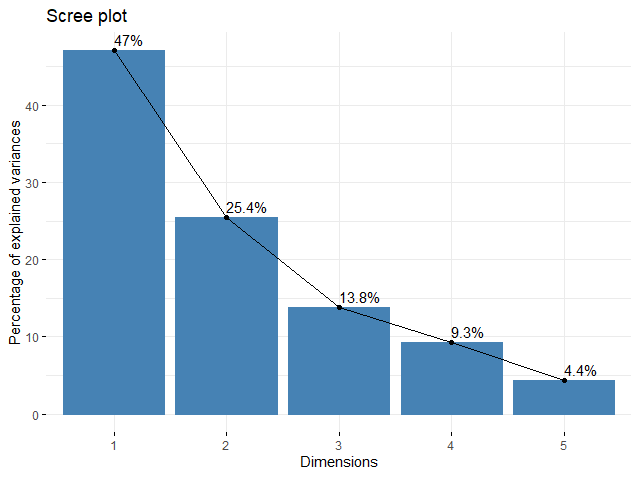 Scree plot
47%
25.4%
13.8%
9.3%
4.4%
Percentage of explained variances
40
30
20
10
0
1 2 3 4 5
Dimensions